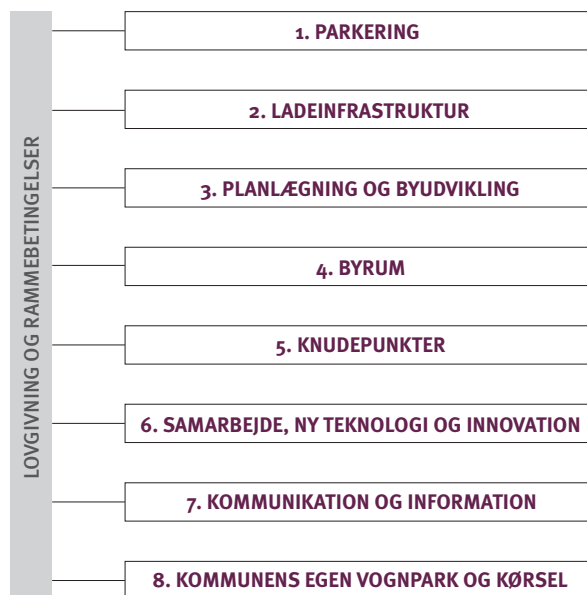 LOVGIVNING OG RAMMEBETINGELSER
1. PARKERING
2. LADEINFRASTRUKTUR
3. PLANLÆGNING OG BYUDVIKLING
4. BYRUM
5. KNUDEPUNKTER
6. SAMARBEJDE, NY TEKNOLOGI OG INNOVATION
7. KOMMUNIKATION OG INFORMATION
8. KOMMUNENS EGEN VOGNPARK OG KØRSEL